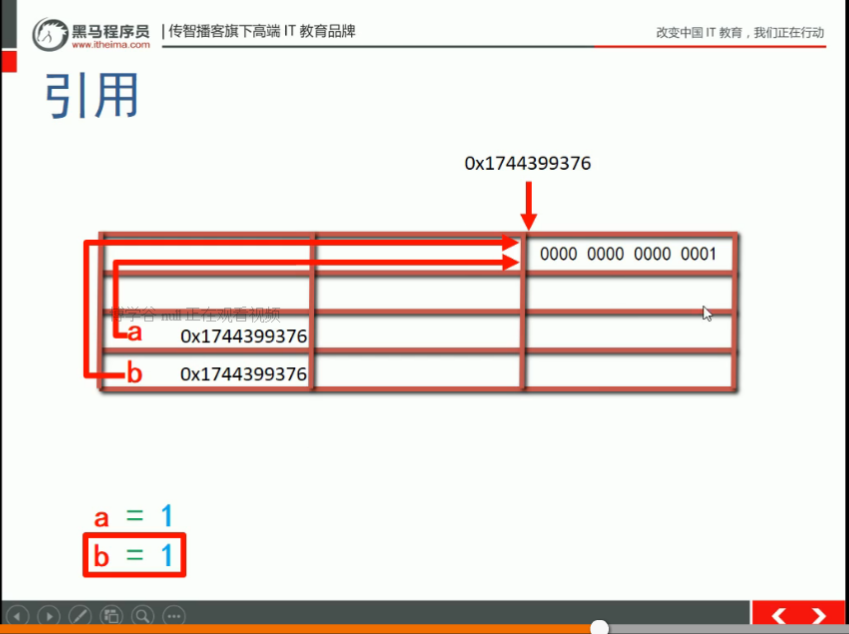 黑马程序员 | 传智播客旗下高端 IT 教育品牌
www.itheima.com
改变中国 IT 教育，我们正在行动
引用
0x1744399376
0000 0000 0000 0001
学谷 null 正在观看视频
a 0x1744399376
b 0x1744399376
a = 1
b = 1